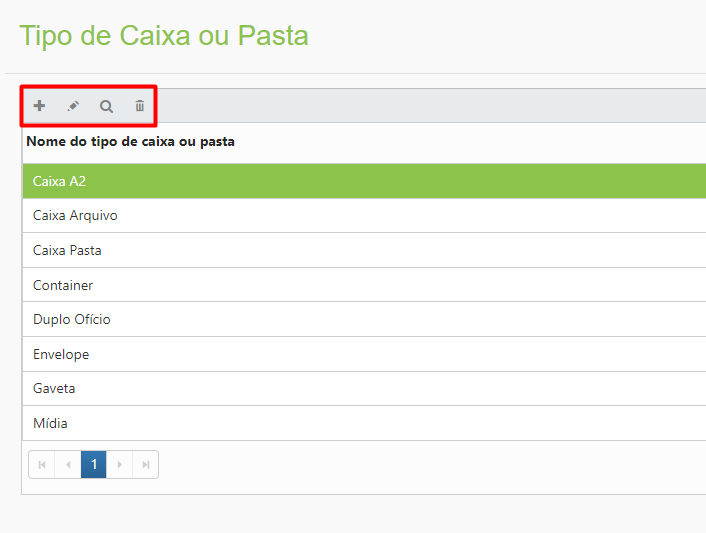 Tipo de Caixa ou Pasta
Nome do tipo de caixa ou pasta
Caixa A2
Caixa Arquivo
Caixa Pasta
Container
Duplo Ofício
Envelope
Gaveta
Mídia
1